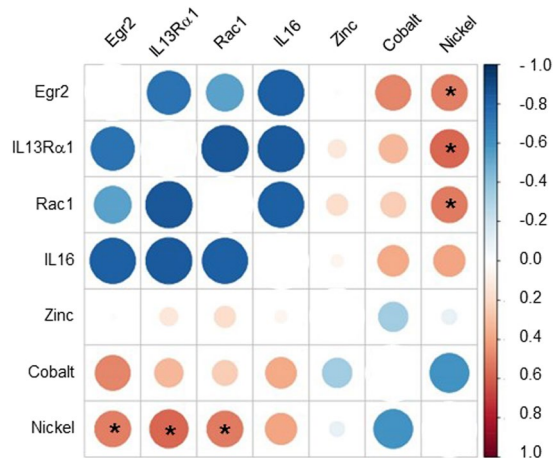 Egr2 IL13Rα1 Rac1 IL16 Zinc Cobalt Nickel
Egr2 * - 1.0
IL13Rα1 * -0.8
Rac1 * -0.6
IL16 -0.4
Zinc -0.2
Cobalt 0.0
Nickel * * * 0.2
0.4
0.6
0.8
1.0